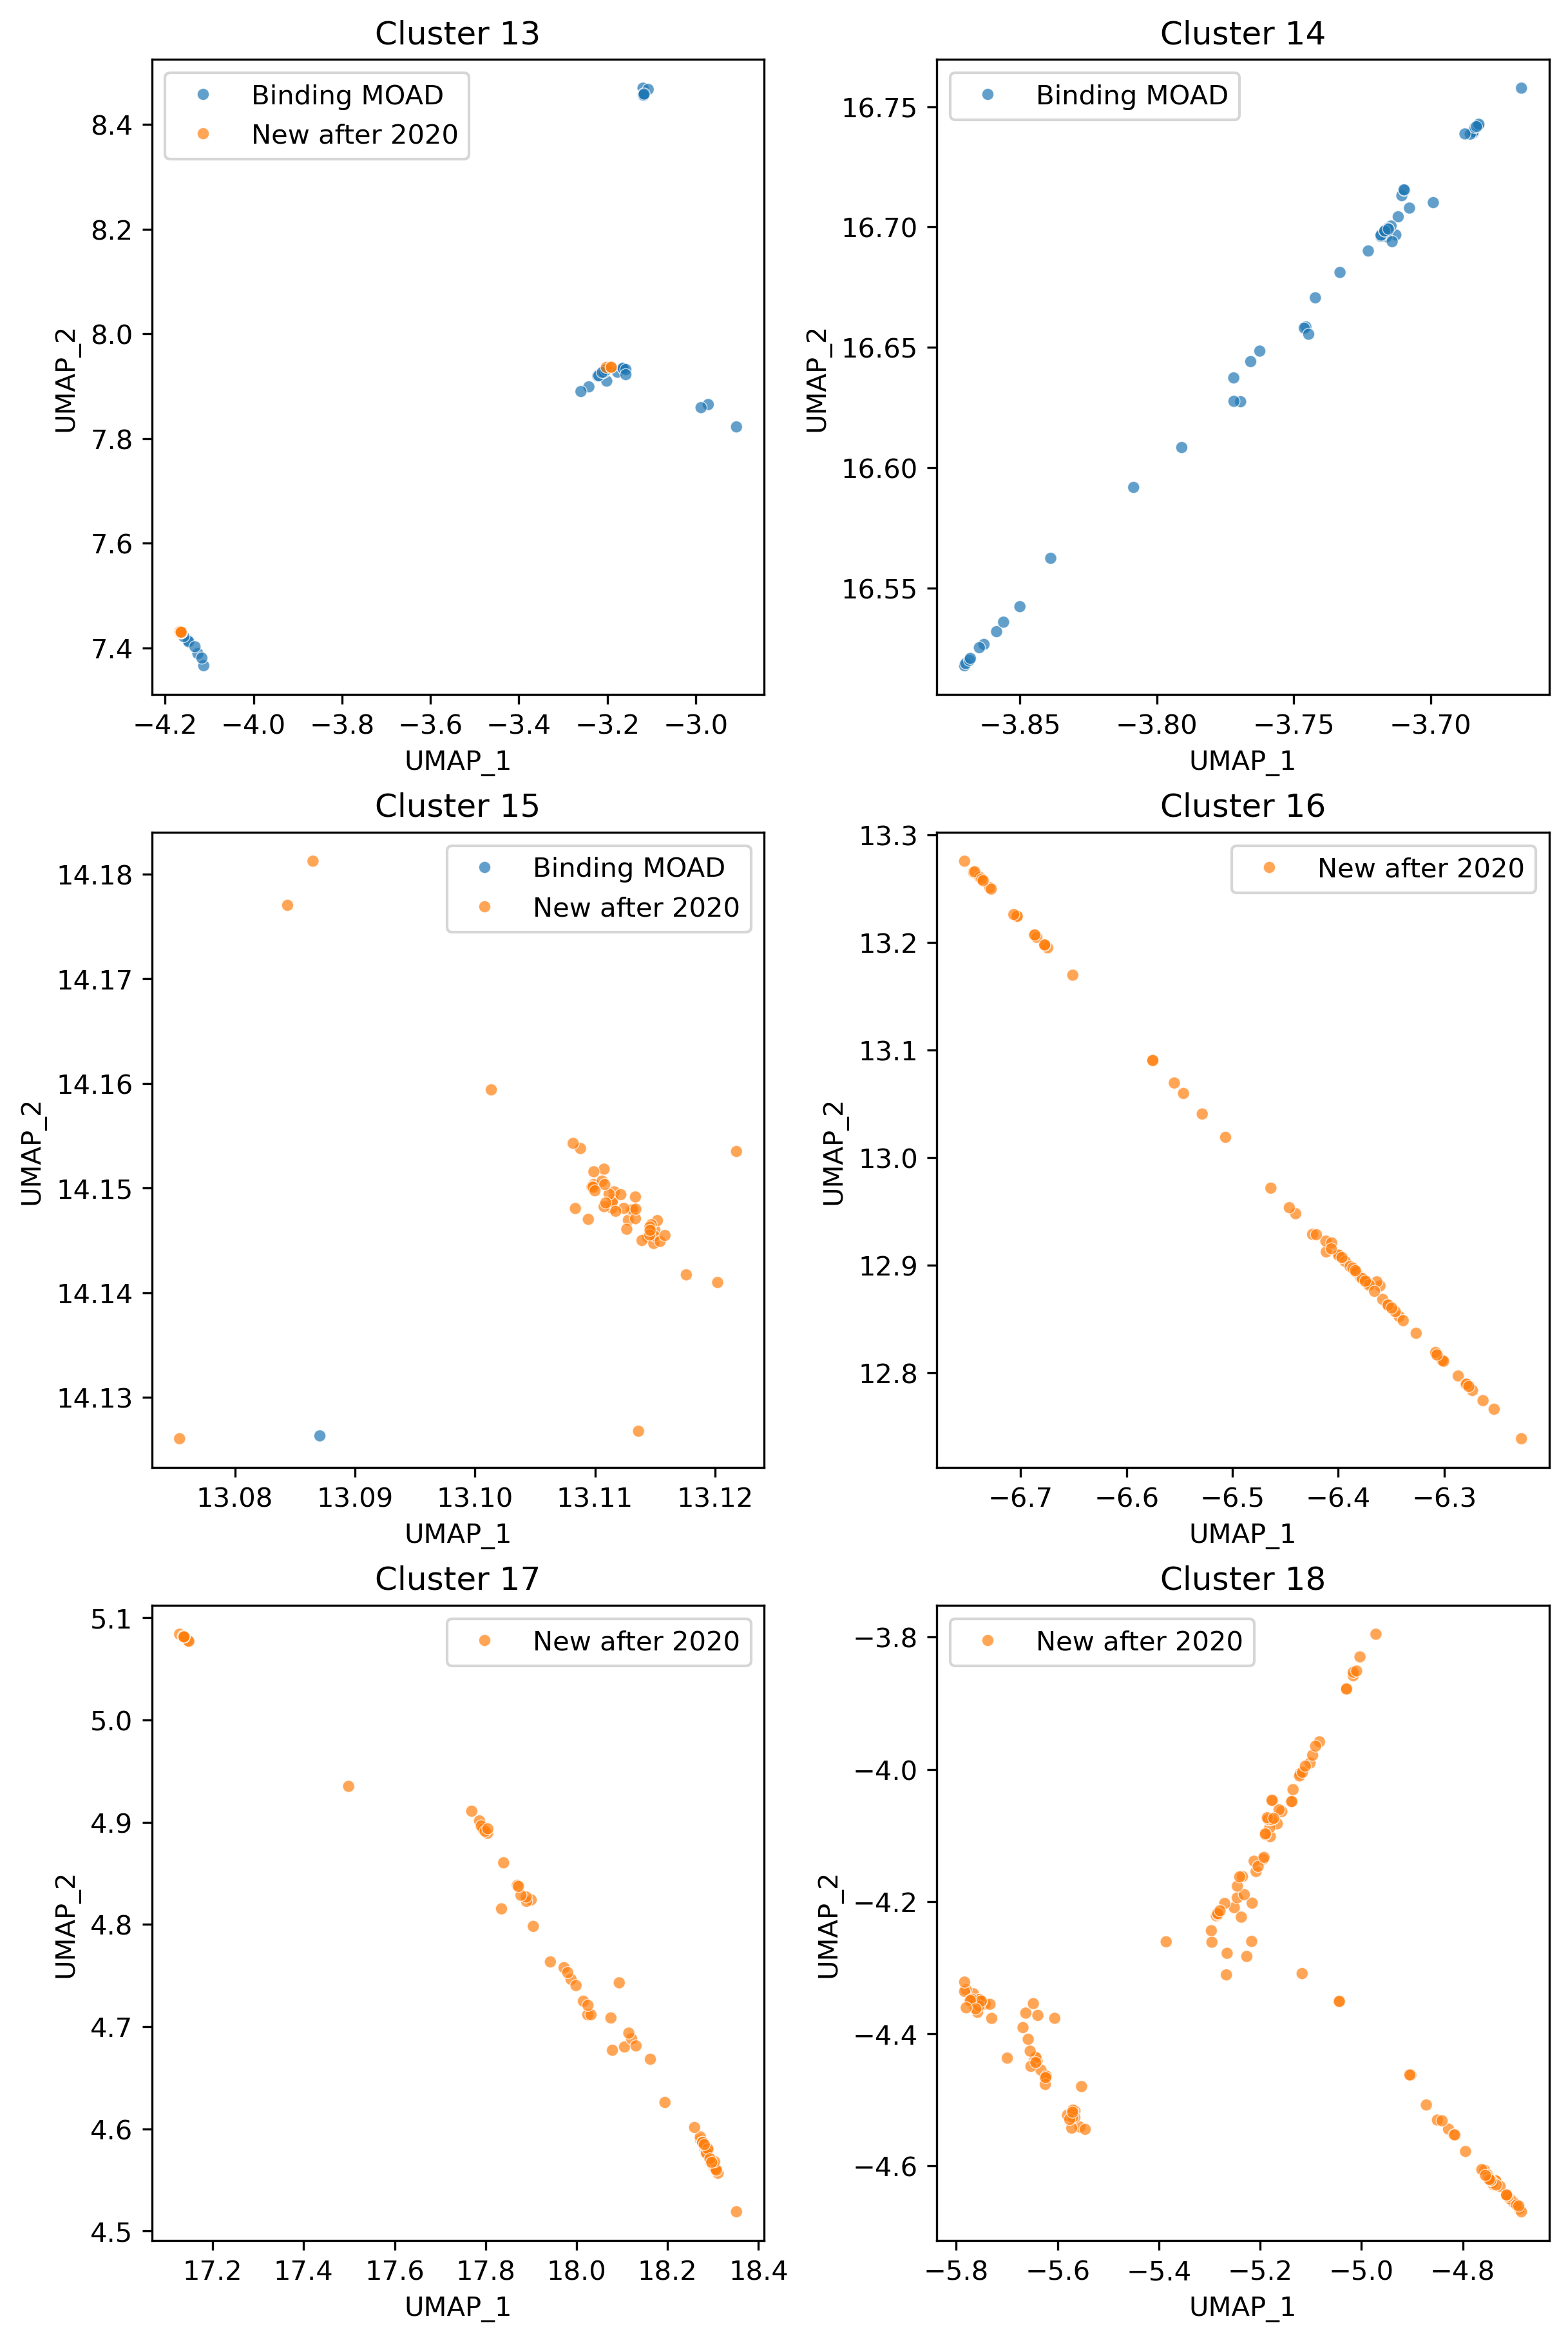 Cluster 13
Binding MOAD
New after 2020
8.4
8.2
8.0
7.8
7.6
7.4
UMAP_2
−4.2 −4.0 −3.8 −3.6 −3.4 −3.2 −3.0
UMAP_1
Cluster 14
Binding MOAD
16.75
16.70
16.65
16.60
16.55
UMAP_2
−3.85 −3.80 −3.75 −3.70
UMAP_1
Cluster 15
Binding MOAD
New after 2020
14.18
14.17
14.16
14.15
14.14
14.13
UMAP_2
13.08 13.09 13.10 13.11 13.12
UMAP_1
Cluster 16
New after 2020
13.3
13.2
13.1
13.0
12.9
12.8
UMAP_2
−6.7 −6.6 −6.5 −6.4 −6.3
UMAP_1
Cluster 17
New after 2020
5.1
5.0
4.9
4.8
4.7
4.6
4.5
UMAP_2
17.2 17.4 17.6 17.8 18.0 18.2 18.4
UMAP_1
Cluster 18
New after 2020
−3.8
−4.0
−4.2
−4.4
−4.6
UMAP_2
−5.8 −5.6 −5.4 −5.2 −5.0 −4.8
UMAP_1